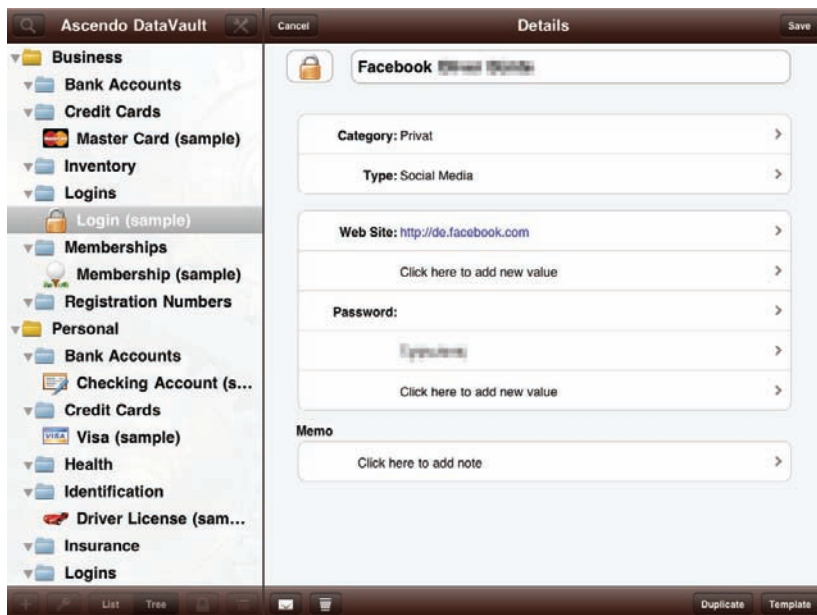 Ascendo DataVault
Business
Bank Accounts
Credit Cards
Master Card (sample)
Inventory
Logins
Login (sample)
Memberships
Membership (sample)
Registration Numbers
Personal
Bank Accounts
Checking Account (s...
Credit Cards
VISA Visa (sample)
Health
Identification
Driver License (sam...
Insurance
Logins
List Tree
Cancel Details Save
Facebook
Category: Privat
Type: Social Media
Web Site: http://de.facebook.com
Click here to add new value
Password:
Click here to add new value
Memo
Click here to add note
Duplicate Template